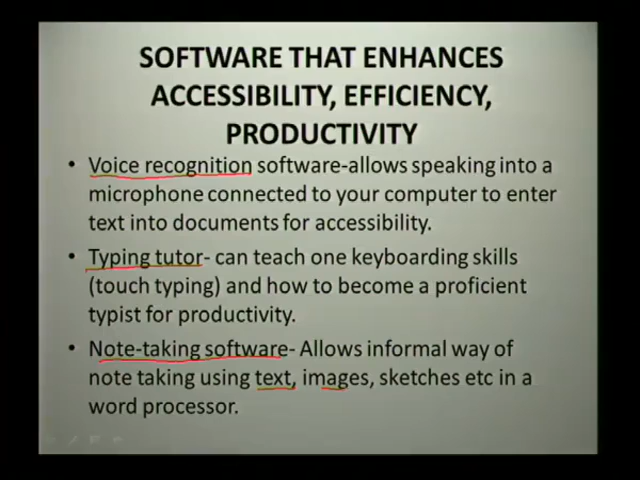 SOFTWARE THAT ENHANCES
ACCESSIBILITY, EFFICIENCY,
PRODUCTIVITY
• Voice recognition software-allows speaking into a
microphone connected to your computer to enter
text into documents for accessibility.
• Typing tutor- can teach one keyboarding skills
(touch typing) and how to become a proficient
typist for productivity.
• Note-taking software- Allows informal way of
note taking using text, images, sketches etc in a
word processor.